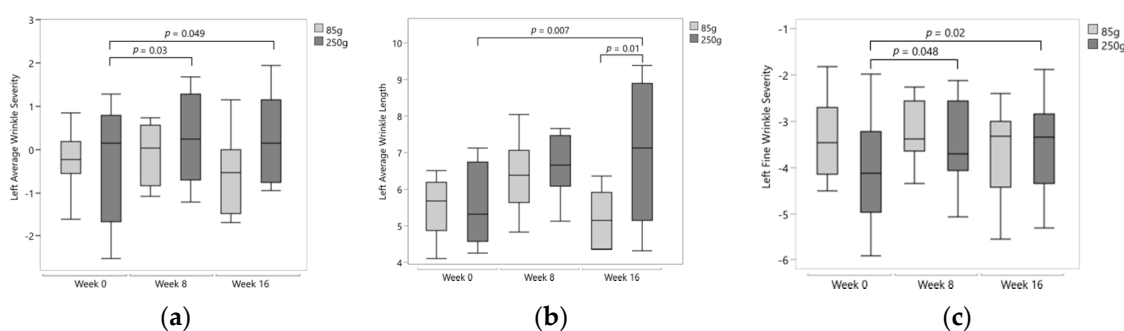 Left Average Wrinkle Severity
3
2
1
0
-1
-2
p = 0.049
p = 0.03
85g
250g
Week 0
Week 8
Week 16
(a)
Left Average Wrinkle Length
10
9
8
7
6
5
4
p = 0.007
p = 0.01
85g
250g
Week 0
Week 8
Week 16
(b)
Left Fine Wrinkle Severity
-1
-2
-3
-4
-5
-6
p = 0.02
p = 0.048
85g
250g
Week 0
Week 8
Week 16
(c)